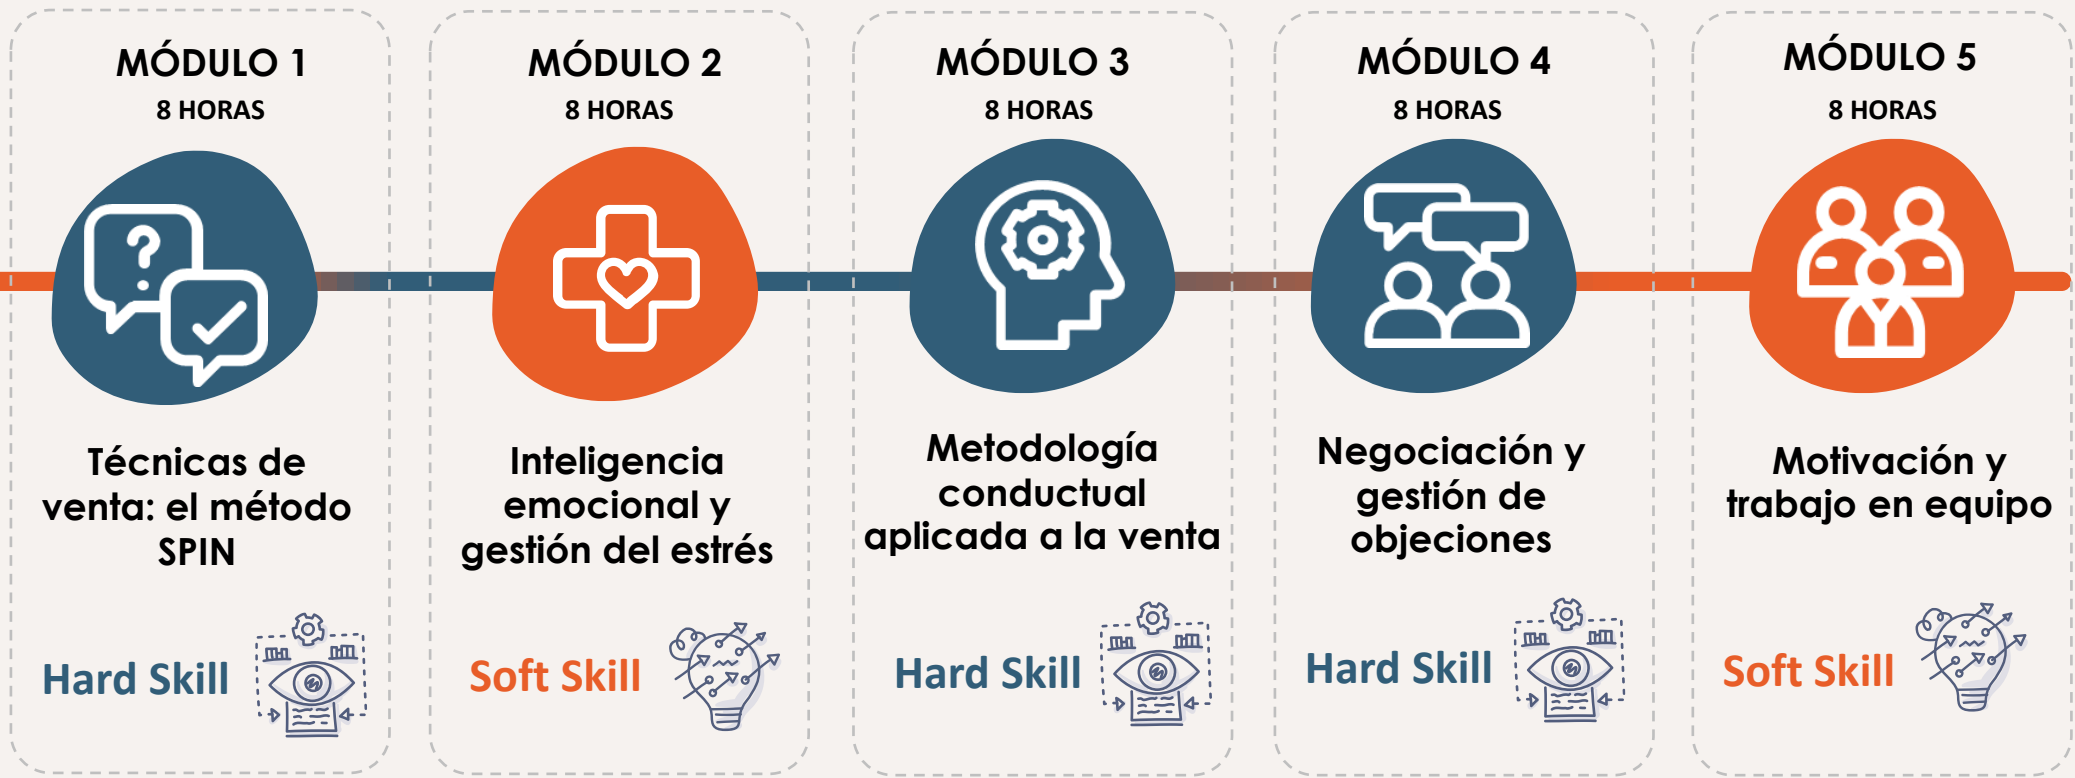 MÓDULO 1
8 HORAS
Técnicas de
venta: el método
SPIN
Hard Skill
MÓDULO 2
8 HORAS
Inteligencia
emocional y
gestión del estrés
Soft Skill
MÓDULO 3
8 HORAS
Metodología
conductual
aplicada a la venta
Hard Skill
MÓDULO 4
8 HORAS
Negociación y
gestión de
objeciones
Hard Skill
MÓDULO 5
8 HORAS
Motivación y
trabajo en equipo
Soft Skill